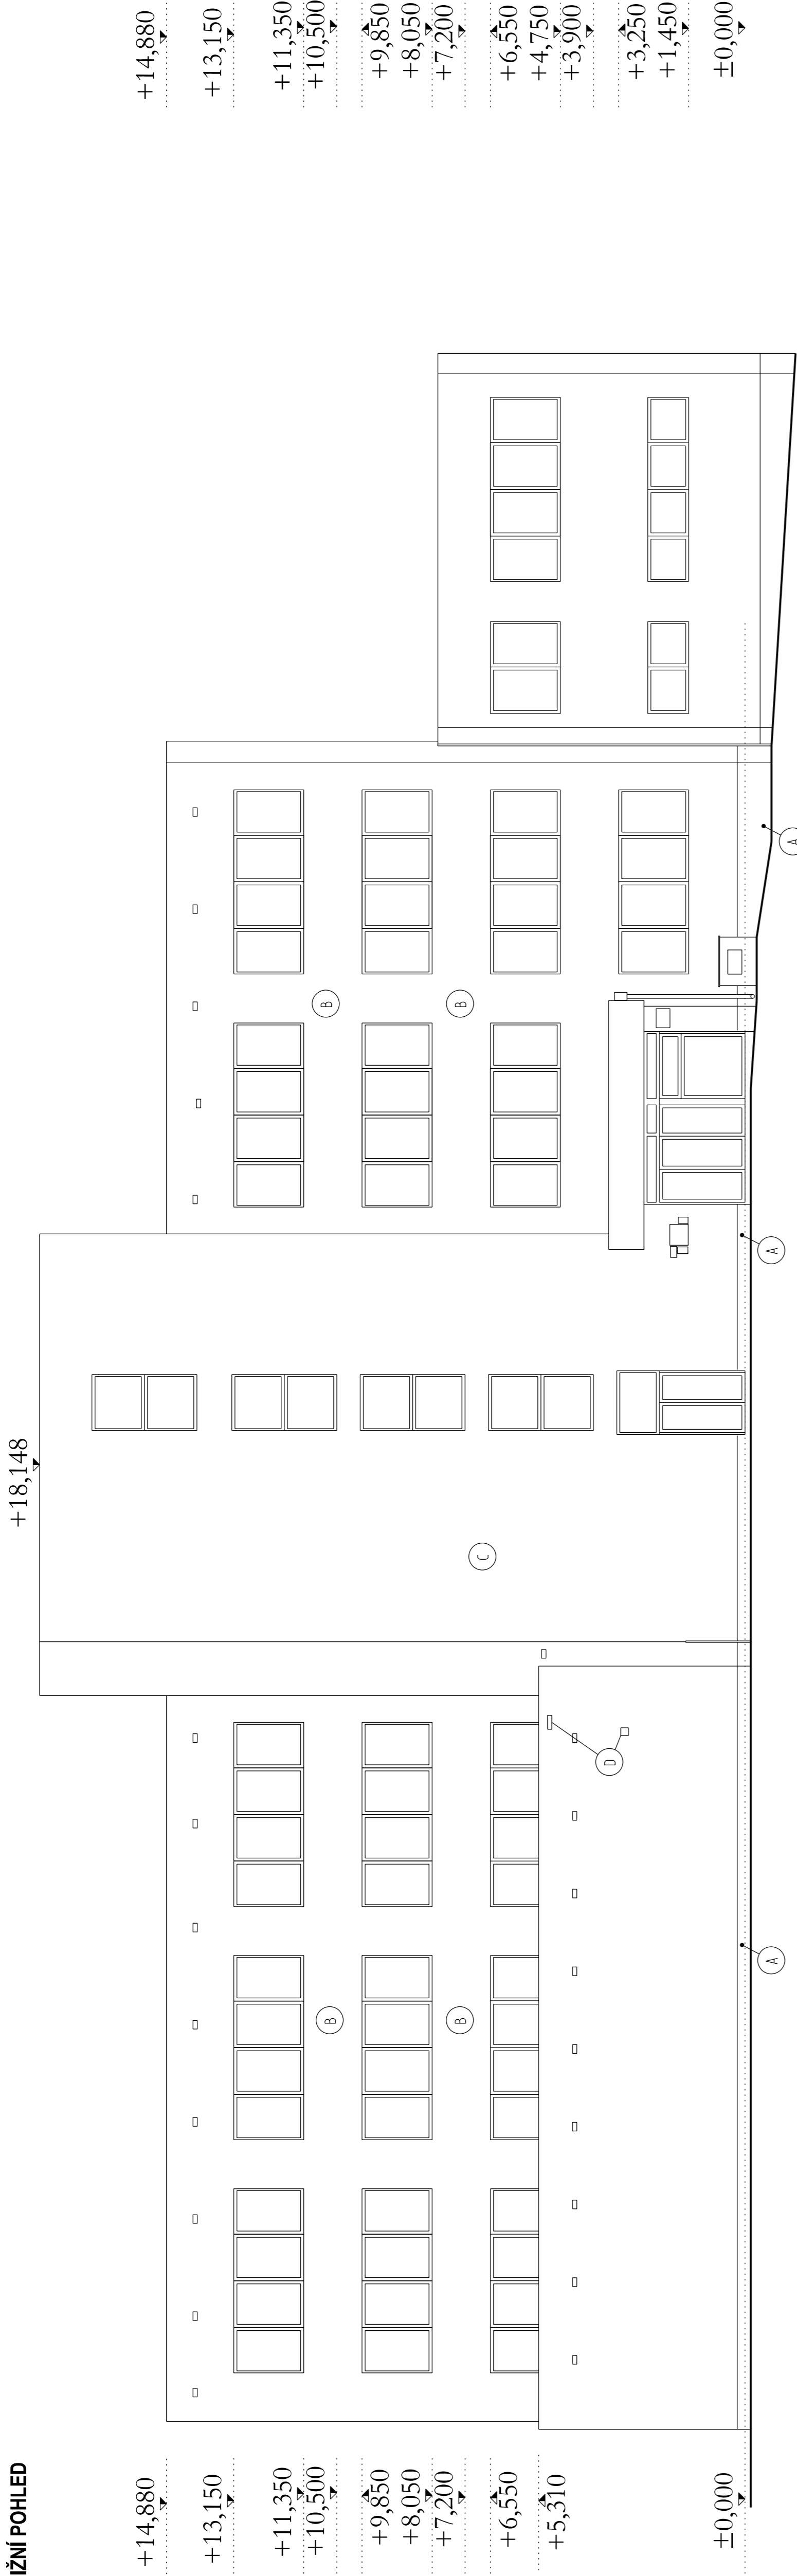 IŽNÍ POHLED
+18,148
+14,880
+13,150
+11,350
+10,500
+9,850
+8,050
+7,200
+6,550
+5,310
±0,000
B
B
D
A
C
B
B
A
A
+14,880
+13,150
+11,350
+10,500
+9,850
+8,050
+7,200
+6,550
+4,750
+3,900
+3,250
+1,450
±0,000